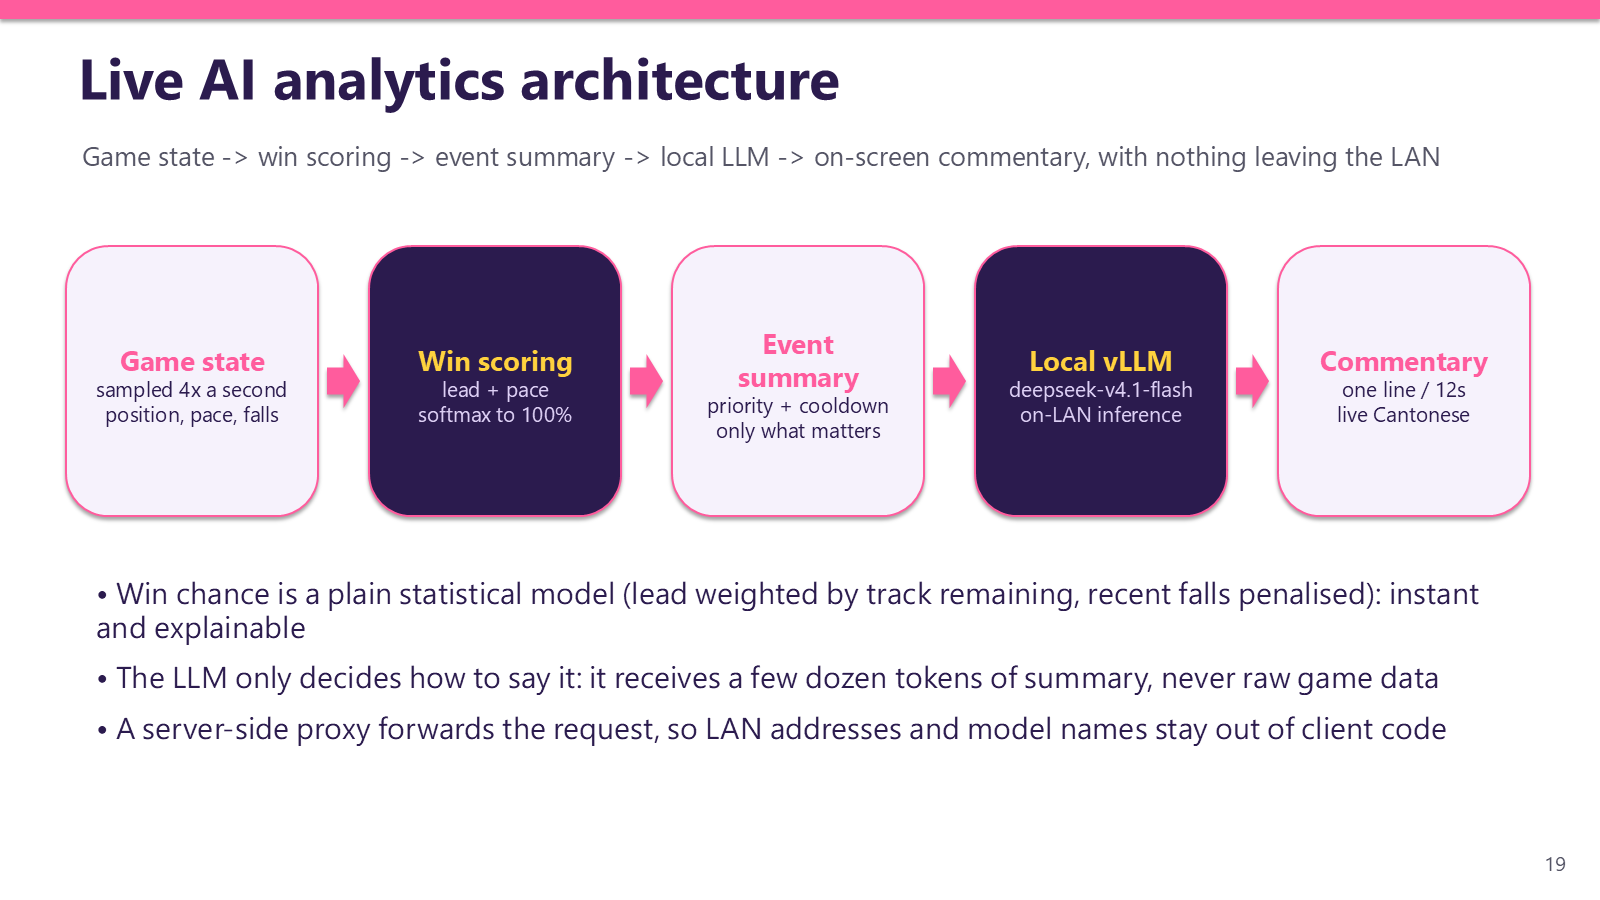 Live AI analytics architecture
Game state -> win scoring -> event summary -> local LLM -> on-screen commentary, with nothing leaving the LAN
Game state
sampled 4x a second
position, pace, falls
Win scoring
lead + pace
softmax to 100%
Event
summary
priority + cooldown
only what matters
Local vLLM
deepseek-v4.1-flash
on-LAN inference
Commentary
one line / 12s
live Cantonese
• Win chance is a plain statistical model (lead weighted by track remaining, recent falls penalised): instant
and explainable
• The LLM only decides how to say it: it receives a few dozen tokens of summary, never raw game data
• A server-side proxy forwards the request, so LAN addresses and model names stay out of client code
19